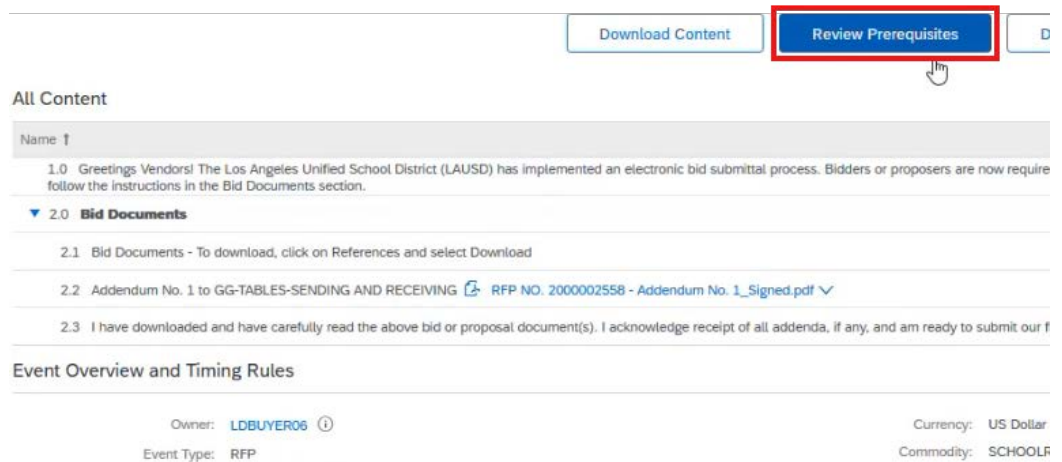 Download Content
Review Prerequisites
D
All Content
Name ↑
1.0 Greetings Vendors! The Los Angeles Unified School District (LAUSD) has implemented an electronic bid submittal process. Bidders or proposers are now require
follow the instructions in the Bid Documents section.
▼ 2.0 Bid Documents
2.1 Bid Documents - To download, click on References and select Download
2.2 Addendum No. 1 to GG-TABLES-SENDING AND RECEIVING RFP NO. 2000002558 - Addendum No. 1_Signed.pdf
2.3 I have downloaded and have carefully read the above bid or proposal document(s). I acknowledge receipt of all addenda, if any, and am ready to submit our f
Event Overview and Timing Rules
Owner: LDBUYER06
Currency: US Dollar
Event Type: RFP
Commodity: SCHOOLR